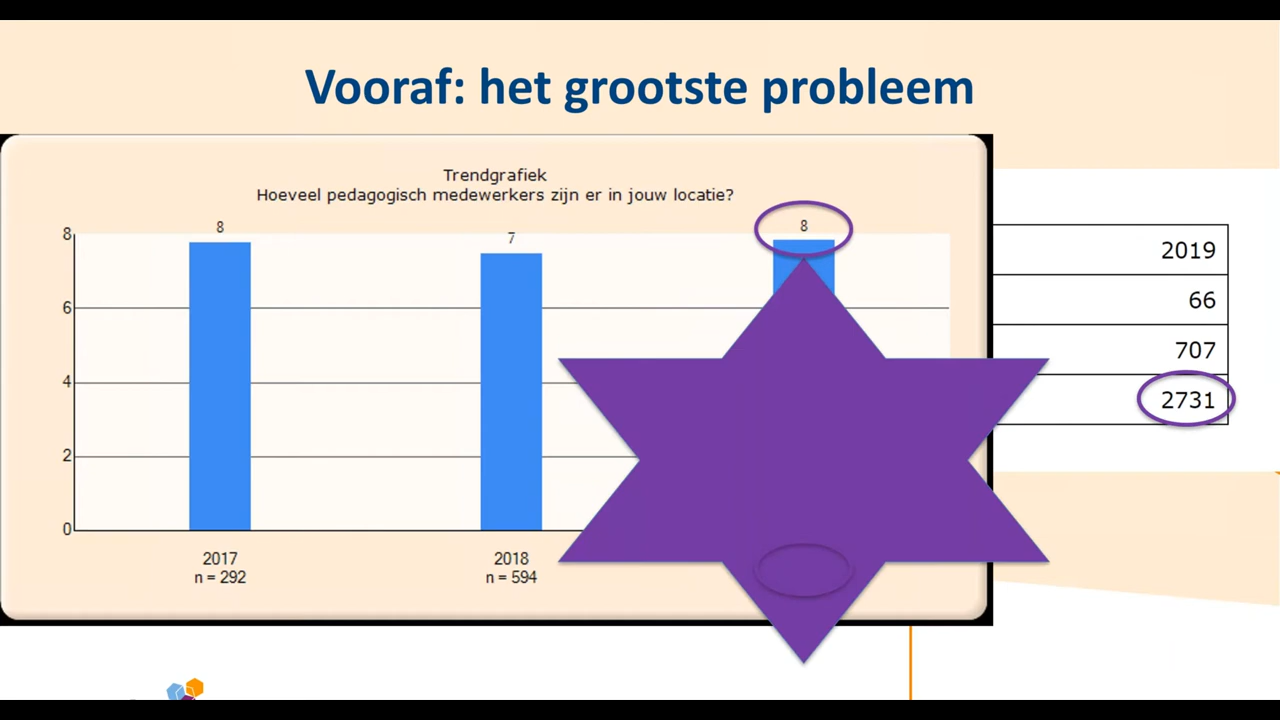 Vooraf: het grootste probleem
Trendgrafiek
Hoeveel pedagogisch medewerkers zijn er in jouw locatie?
8
7
8
8
6
4
2
0
2017
n = 292
2018
n = 594
2019
66
707
2731